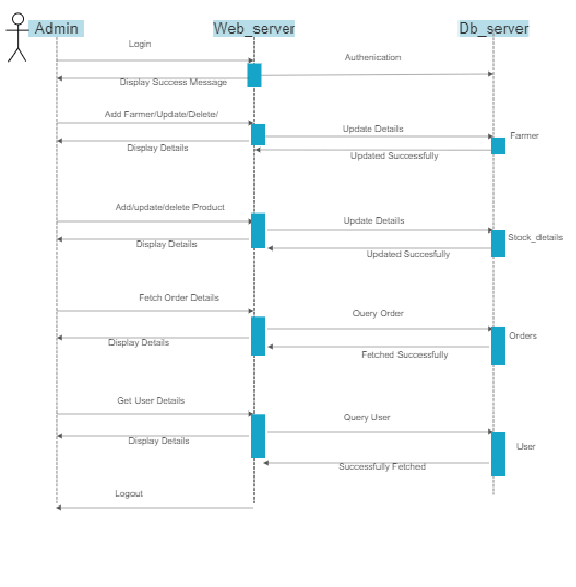 Admin Web_server Db_server
Login
Authenication
Display Success Message
Add Farmer/Update/Delete/
Update Details
Farmer
Display Details
Updated Successfully
Add/update/delete Product
Update Details
Stock_dletails
Display Details
Updated Succesfully
Fetch Order Details
Query Order
Orders
Display Details
Fetched Successfully
Get User Details
Query User
User
Display Details
Successfully Fetched
Logout